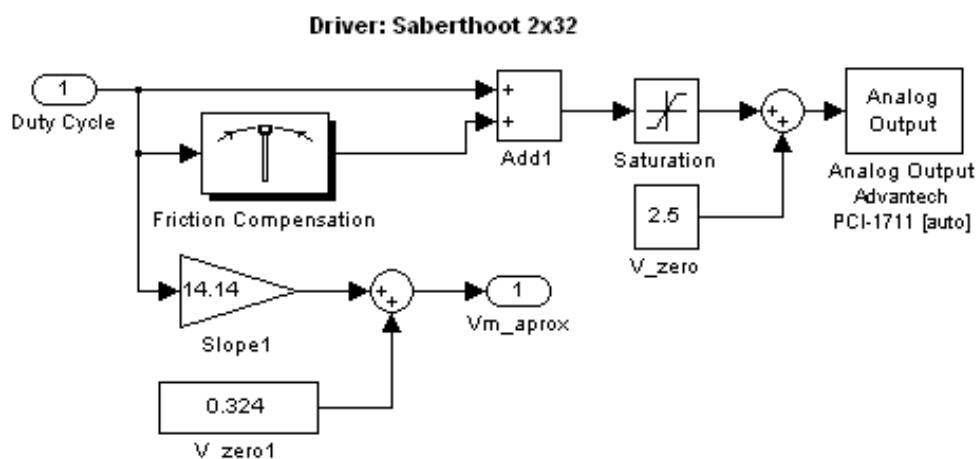 Driver: Saberthoot 2x32
1
Duty Cycle
Friction Compensation
+
+
Add1
Saturation
+
+
Analog
Output
Analog Output
Advantech
PCI-1711 [auto]
2.5
V_zero
14.14
Slope1
+
+
1
Vm_aprox
0.324
V_zero1